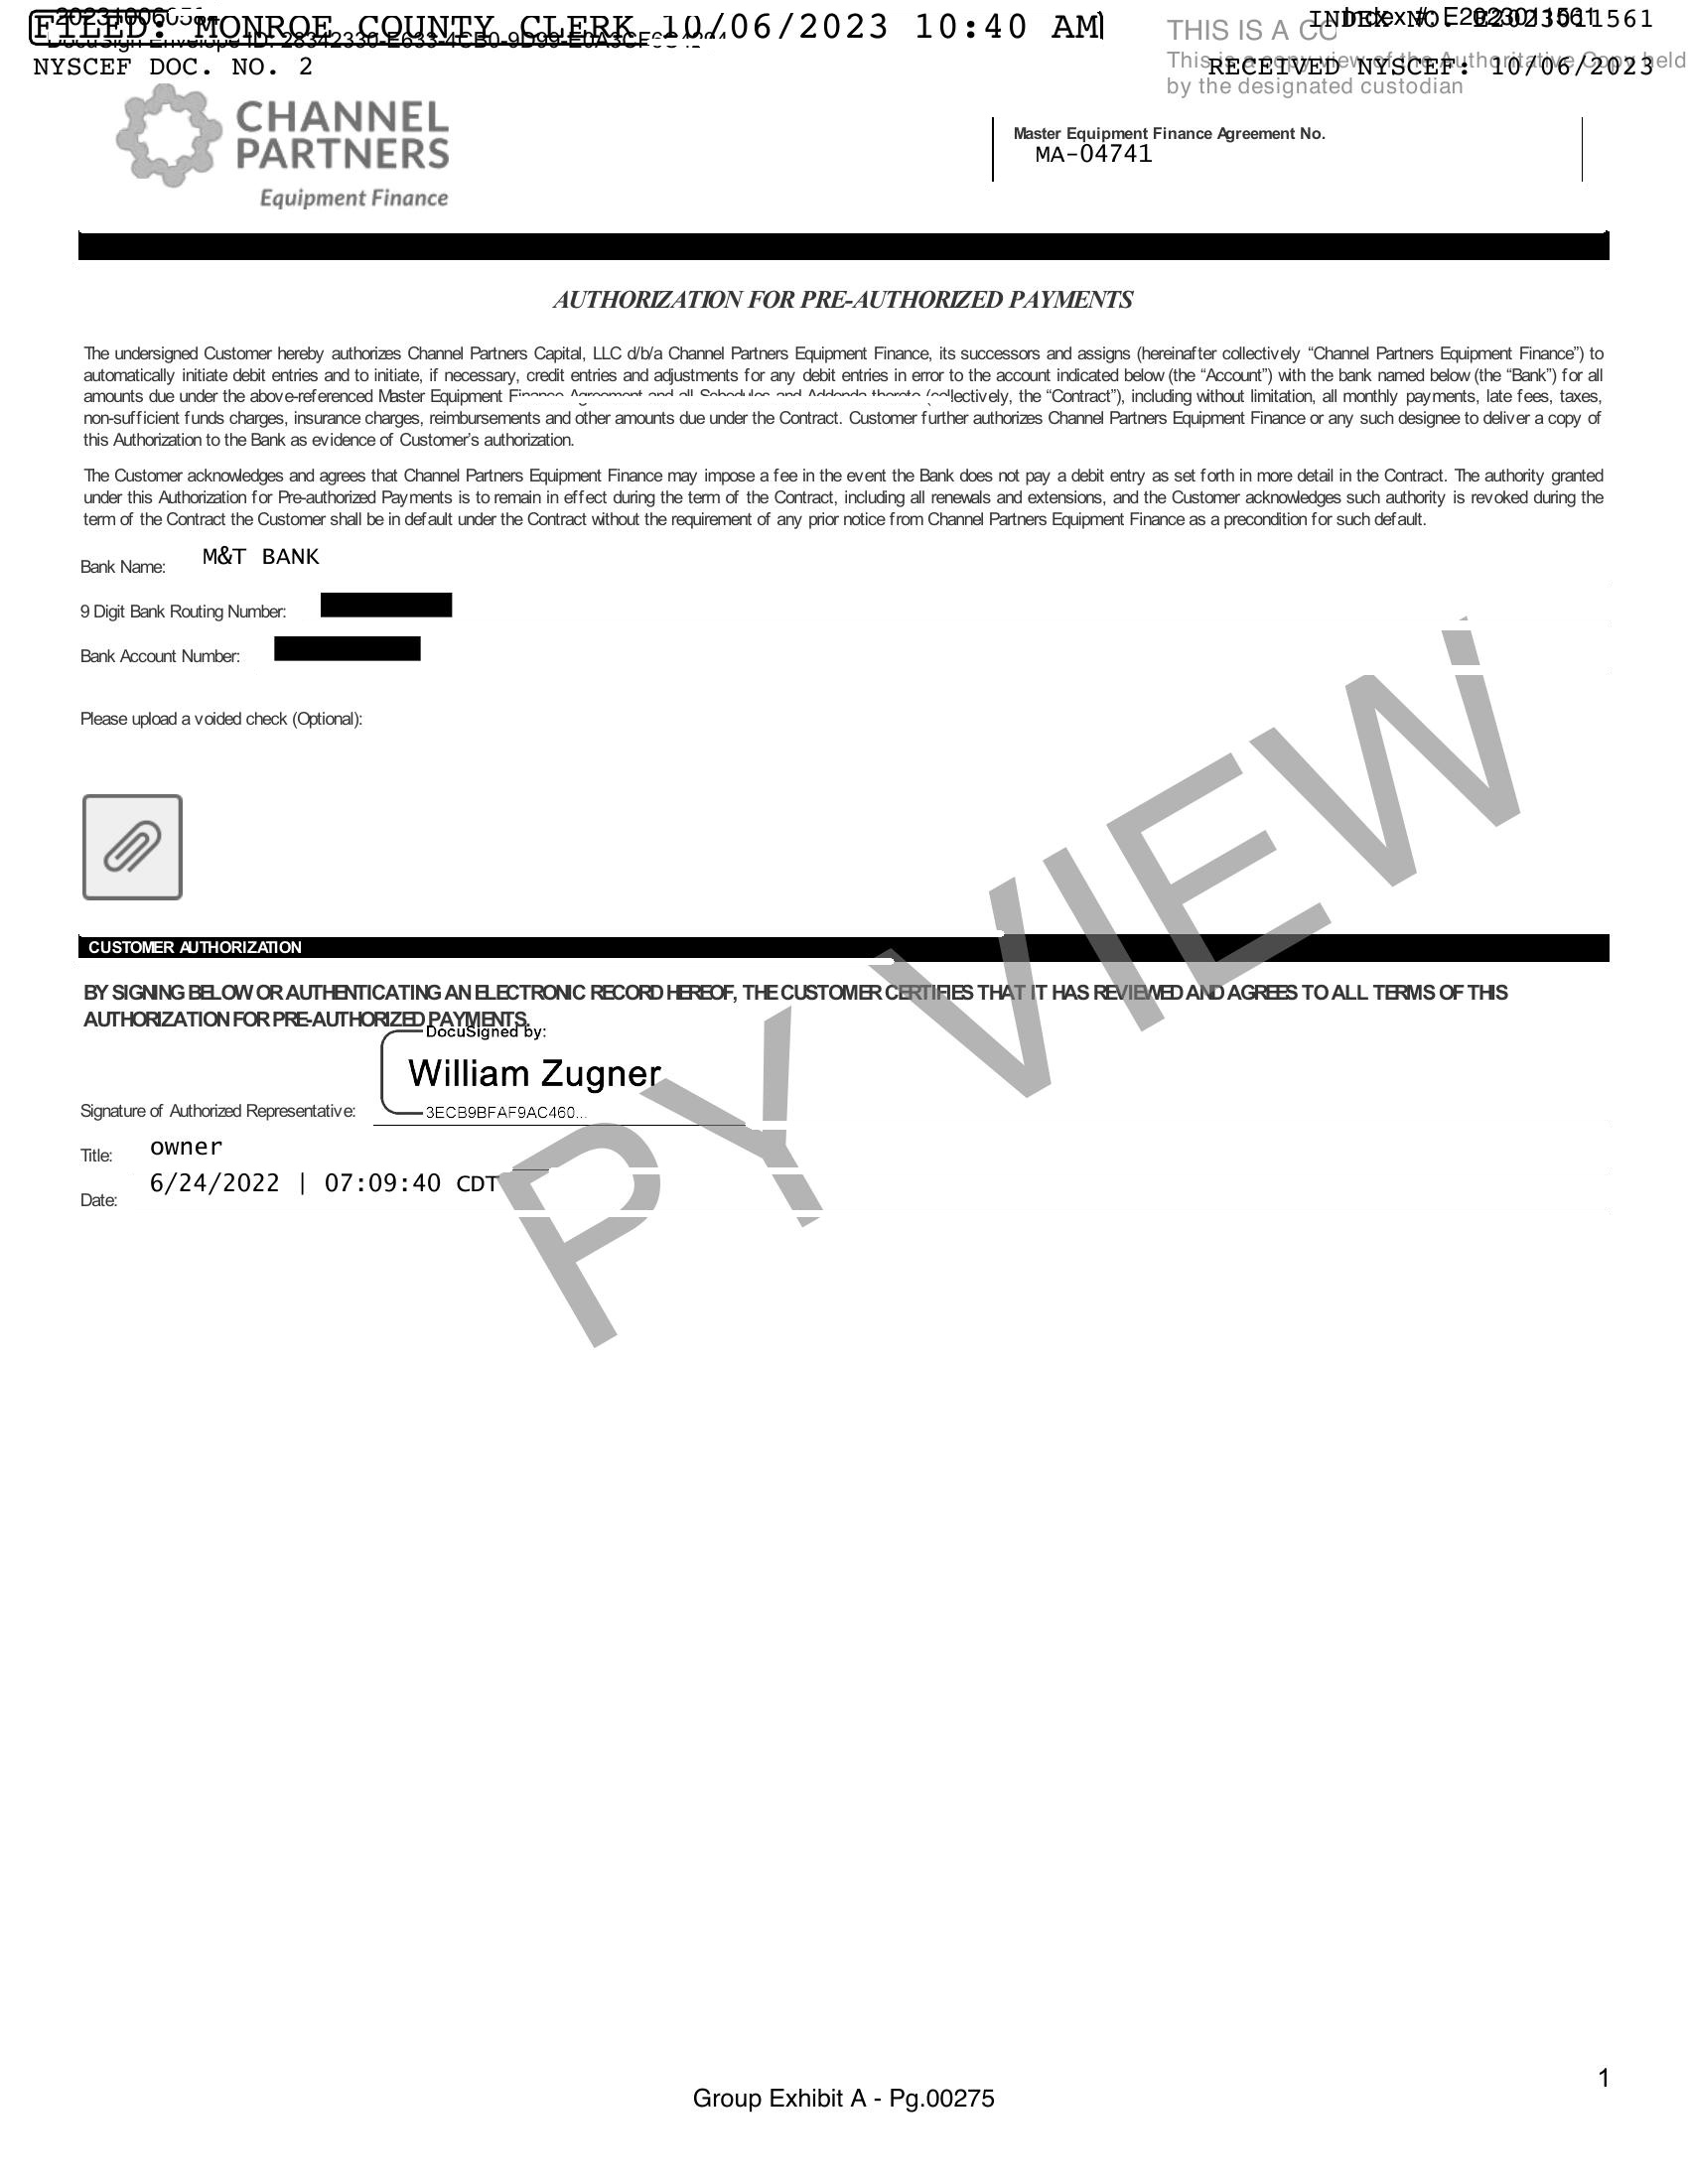 FILED: MONROE COUNTY CLERK 10/06/2023 10:40 AM
INDEX NO. E2023011561
NYSCEF DOC. NO. 2
RECEIVED NYSCEF: 10/06/2023
THIS IS A
This is a copy view of the Authoritative Copy held
by the designated custodian
CHANNEL
PARTNERS
Equipment Finance
Master Equipment Finance Agreement No.
MA-04741
AUTHORIZATION FOR PRE-AUTHORIZED PAYMENTS
The undersigned Customer hereby authorizes Channel Partners Capital, LLC d/b/a Channel Partners Equipment Finance, its successors and assigns (hereinafter collectively “Channel Partners Equipment Finance”) to
automatically initiate debit entries and to initiate, if necessary, credit entries and adjustments for any debit entries in error to the account indicated below (the “Account”) with the bank named below (the “Bank”) for all
amounts due under the above-referenced Master Equipment Finance Agreement and all Schedules and Addenda thereto (collectively, the “Contract”), including without limitation, all monthly payments, late fees, taxes,
non-sufficient funds charges, insurance charges, reimbursements and other amounts due under the Contract. Customer further authorizes Channel Partners Equipment Finance or any such designee to deliver a copy of
this Authorization to the Bank as evidence of Customer’s authorization.
The Customer acknowledges and agrees that Channel Partners Equipment Finance may impose a fee in the event the Bank does not pay a debit entry as set forth in more detail in the Contract. The authority granted
under this Authorization for Pre-authorized Payments is to remain in effect during the term of the Contract, including all renewals and extensions, and the Customer acknowledges such authority is revoked during the
term of the Contract the Customer shall be in default under the Contract without the requirement of any prior notice from Channel Partners Equipment Finance as a precondition for such default.
Bank Name: M&T BANK
9 Digit Bank Routing Number:
Bank Account Number:
Please upload a voided check (Optional):
CUSTOMER AUTHORIZATION
BY SIGNING BELOW OR AUTHENTICATING AN ELECTRONIC RECORD HEREOF, THE CUSTOMER CERTIFIES THAT IT HAS REVIEWED AND AGREES TO ALL TERMS OF THIS
AUTHORIZATION FOR PRE-AUTHORIZED PAYMENTS.
DocuSigned by:
William Zugner
Signature of Authorized Representative: 3ECB9BFAF9AC460...
Title: owner
Date: 6/24/2022 | 07:09:40 CDT
PY VIEW
1
Group Exhibit A - Pg.00275